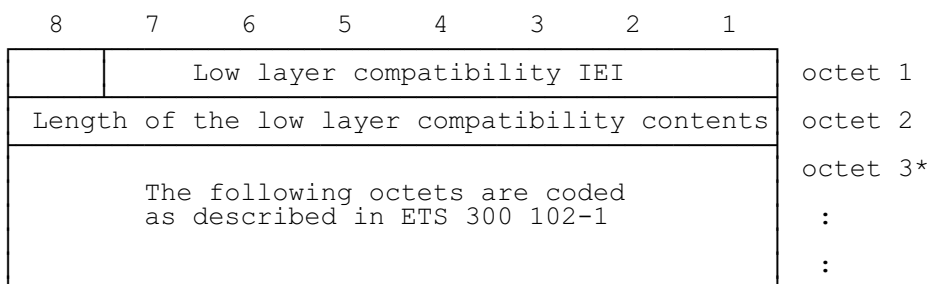 8 7 6 5 4 3 2 1
Low layer compatibility IEI octet 1
Length of the low layer compatibility contents octet 2
octet 3*
The following octets are coded
as described in ETS 300 102-1 :
: